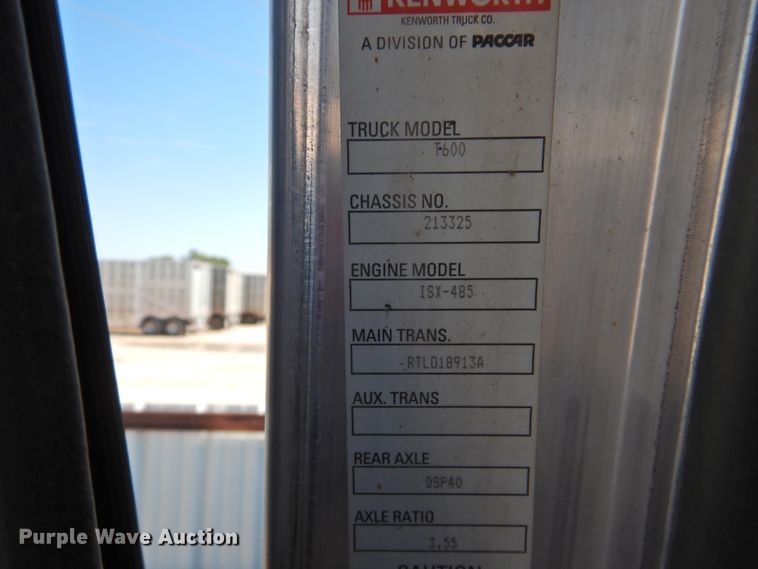 KENWORTH
KENWORTH TRUCK CO.
A DIVISION OF PACCAR
TRUCK MODEL
T600
CHASSIS NO.
213325
ENGINE MODEL
ISX-485
MAIN TRANS.
RTLO18913A
AUX. TRANS
REAR AXLE
DSP40
AXLE RATIO
3.55
CAUTION
Purple Wave Auction®